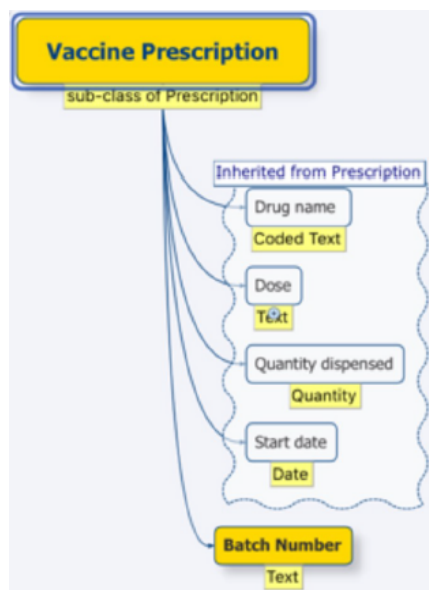 Vaccine Prescription
sub-class of Prescription
Inherited from Prescription
Drug name
Coded Text
Dose
Text
Quantity dispensed
Quantity
Start date
Date
Batch Number
Text